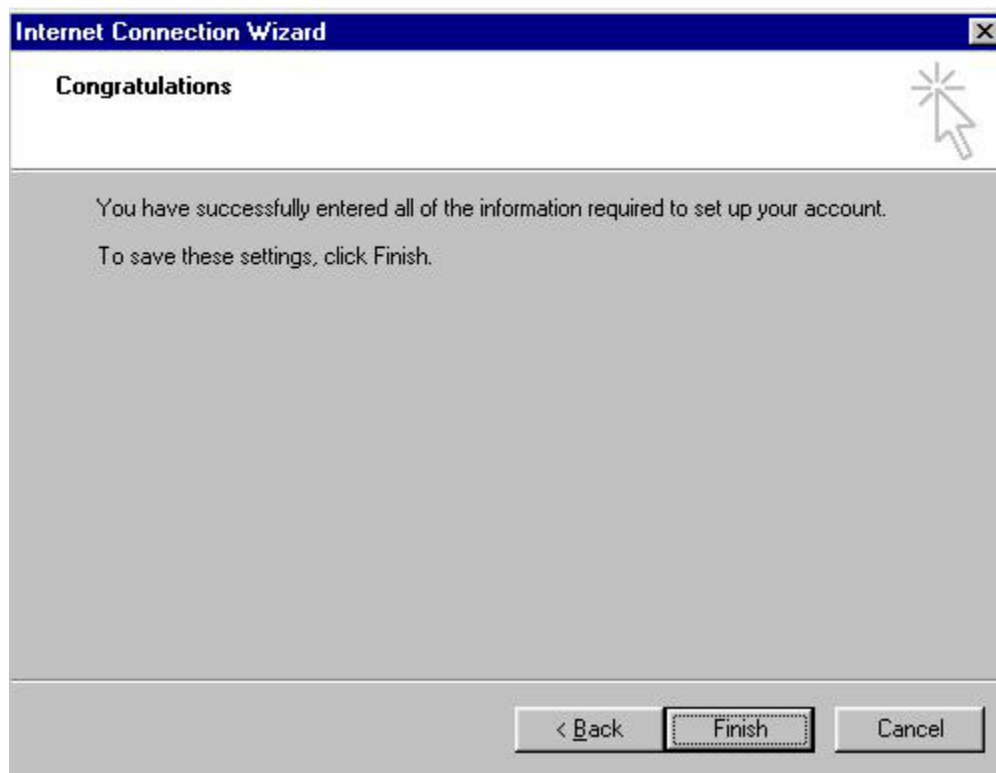 Internet Connection Wizard
Congratulations
You have successfully entered all of the information required to set up your account.
To save these settings, click Finish.
< Back Finish Cancel